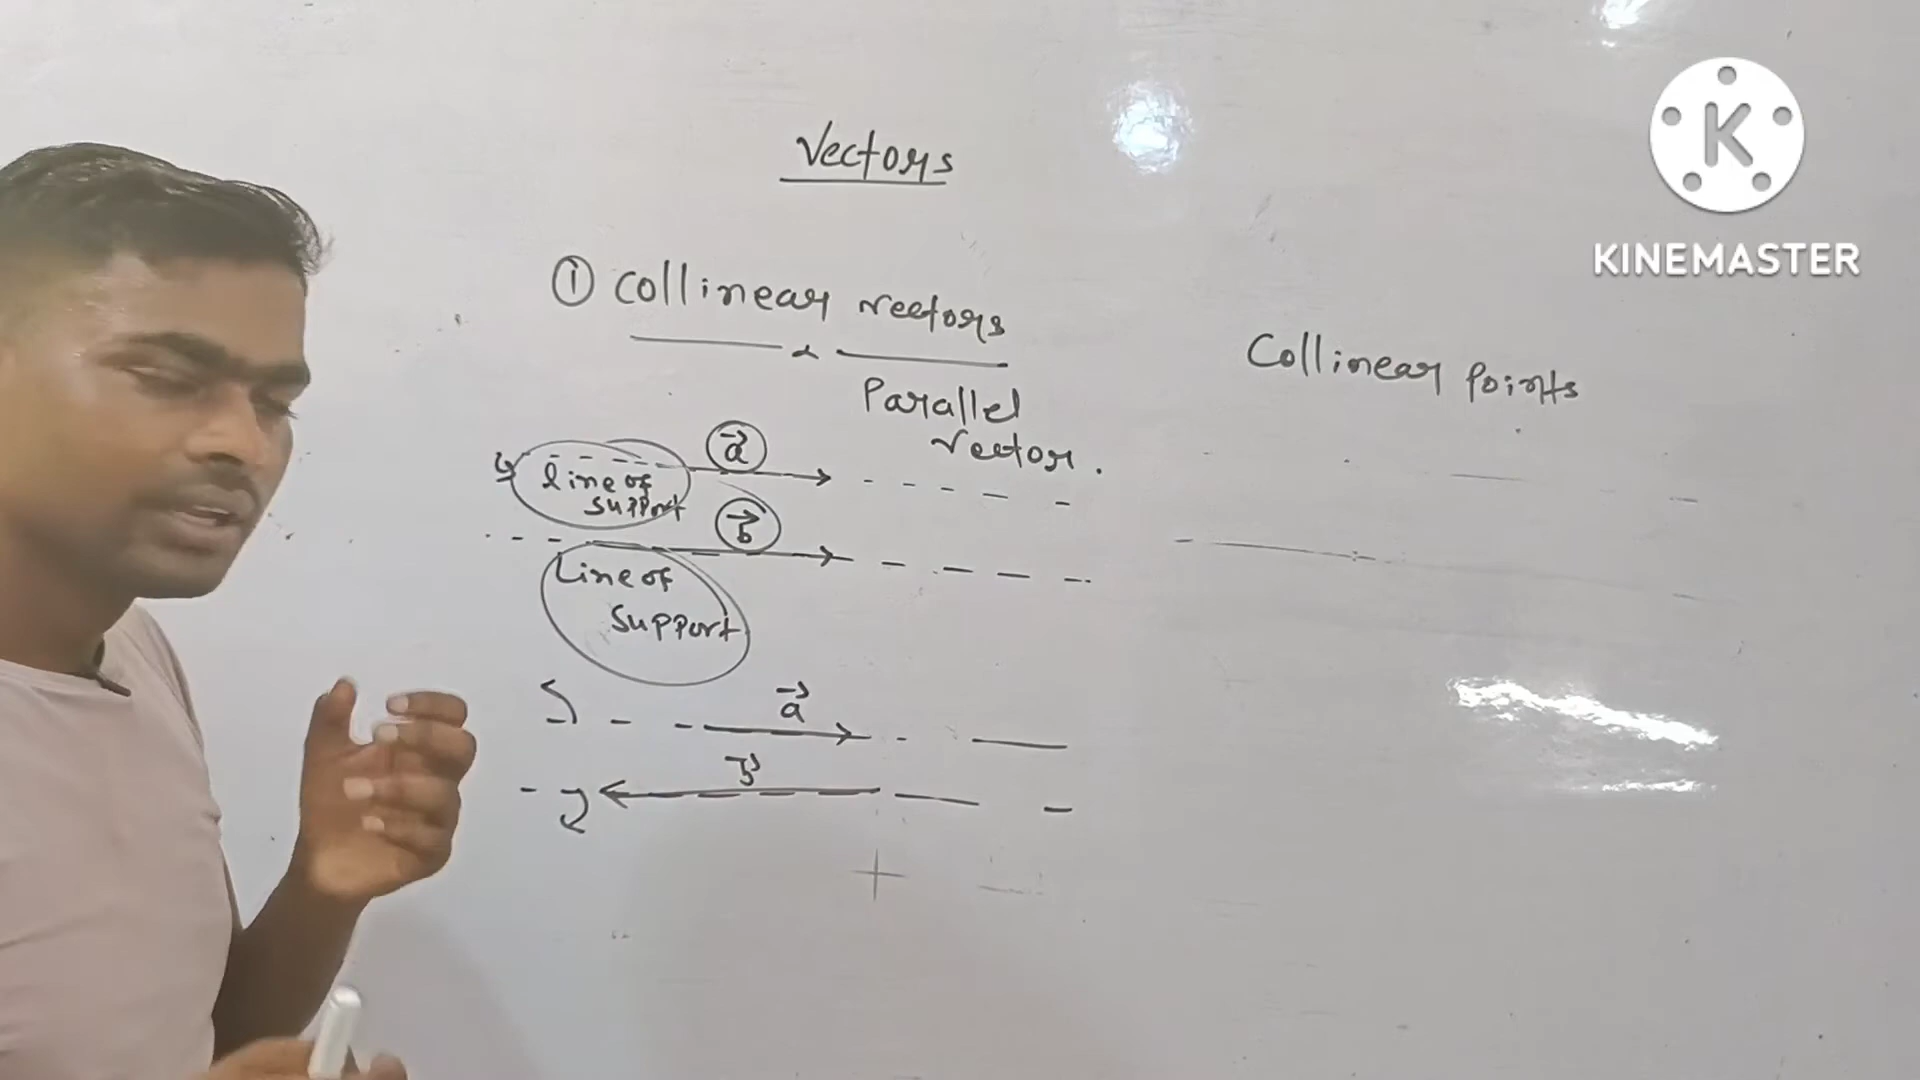 Vectors
① Collinear vectors
&
Parallel
vector.
Collinear Points
a
line of
support
b
Line of
support
a
b
K
KINEMASTER